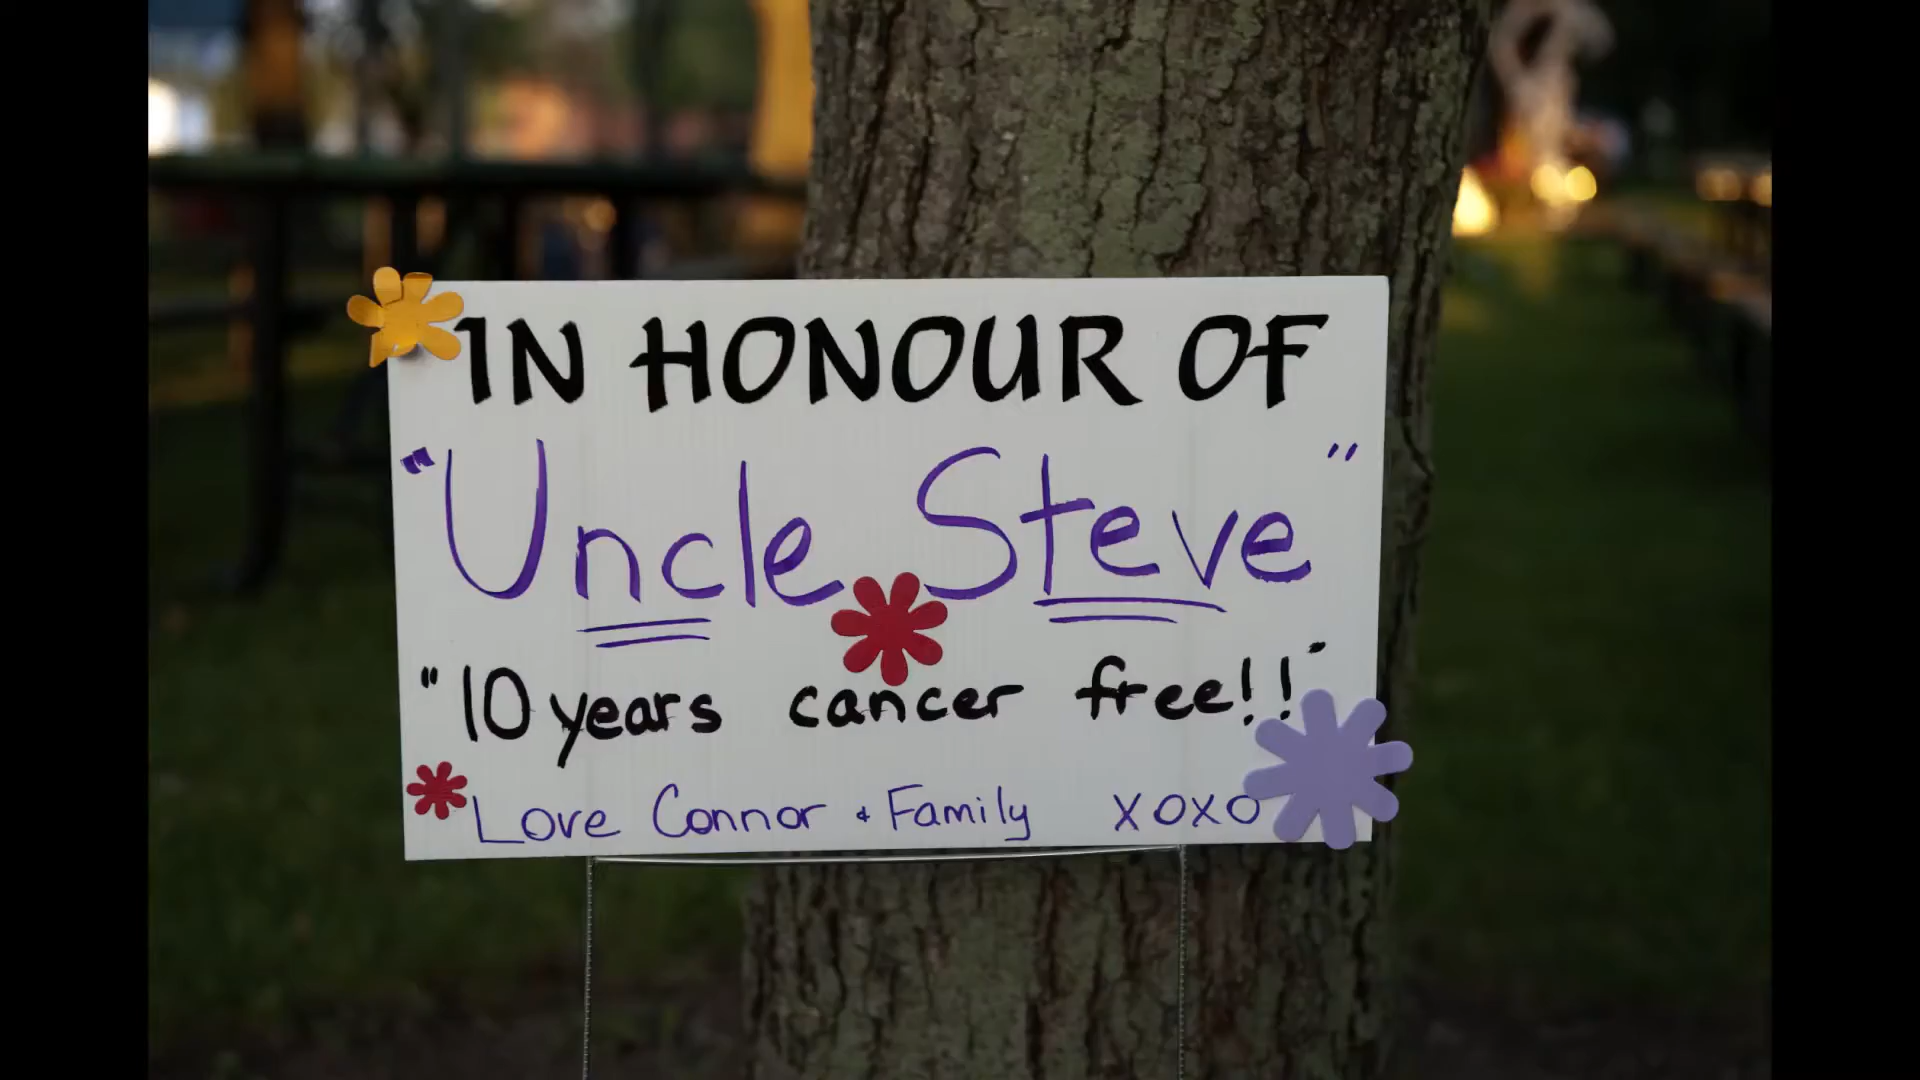 IN HONOUR OF
"Uncle Steve"
"10 years cancer free!!"
Love Connor & Family XOXO